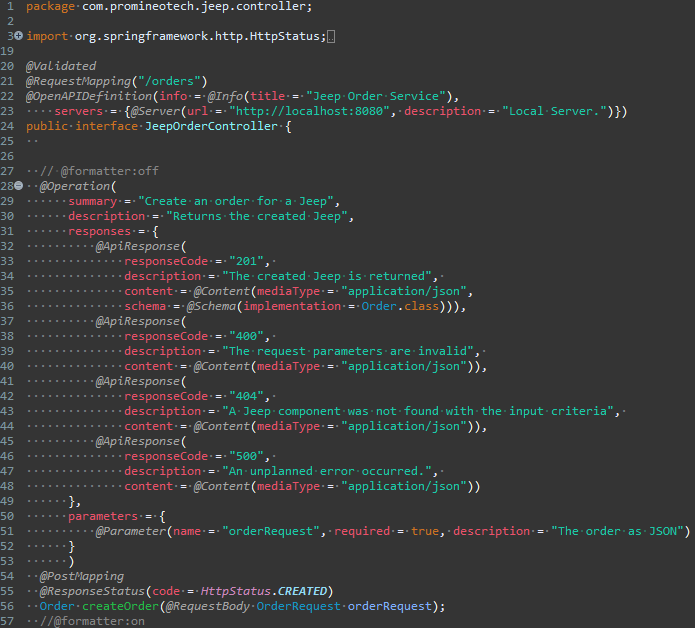 1 package com.promineotech.jeep.controller;
2
3 import org.springframework.http.HttpStatus;
19
20 @Validated
21 @RequestMapping("/orders")
22 @OpenAPIDefinition(info = @Info(title = "Jeep Order Service"),
23     servers = {@Server(url = "http://localhost:8080", description = "Local Server.")})
24 public interface JeepOrderController {
25
26
27   // @formatter:off
28   @Operation(
29       summary = "Create an order for a Jeep",
30       description = "Returns the created Jeep",
31       responses = {
32           @ApiResponse(
33               responseCode = "201",
34               description = "The created Jeep is returned",
35               content = @Content(mediaType = "application/json",
36               schema = @Schema(implementation = Order.class))),
37           @ApiResponse(
38               responseCode = "400",
39               description = "The request parameters are invalid",
40               content = @Content(mediaType = "application/json")),
41           @ApiResponse(
42               responseCode = "404",
43               description = "A Jeep component was not found with the input criteria",
44               content = @Content(mediaType = "application/json")),
45           @ApiResponse(
46               responseCode = "500",
47               description = "An unplanned error occurred.",
48               content = @Content(mediaType = "application/json"))
49       },
50       parameters = {
51           @Parameter(name = "orderRequest", required = true, description = "The order as JSON")
52       }
53       )
54   @PostMapping
55   @ResponseStatus(code = HttpStatus.CREATED)
56   Order createOrder(@RequestBody OrderRequest orderRequest);
57   //@formatter:on